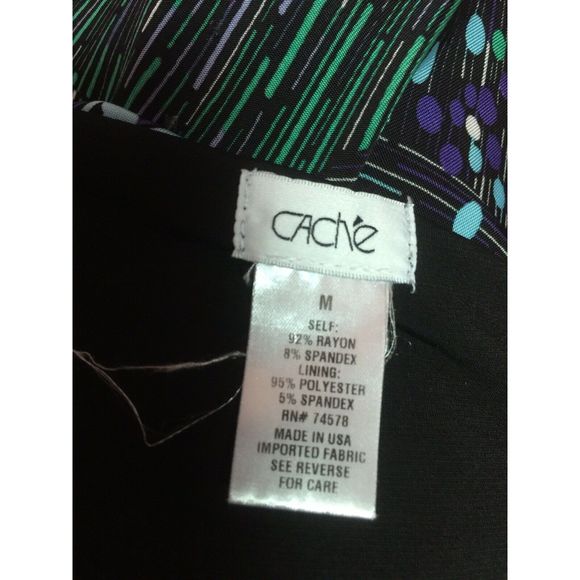 CAChé
M
SELF:
92% RAYON
8% SPANDEX
LINING:
95% POLYESTER
5% SPANDEX
RN# 74578
MADE IN USA
IMPORTED FABRIC
SEE REVERSE
FOR CARE